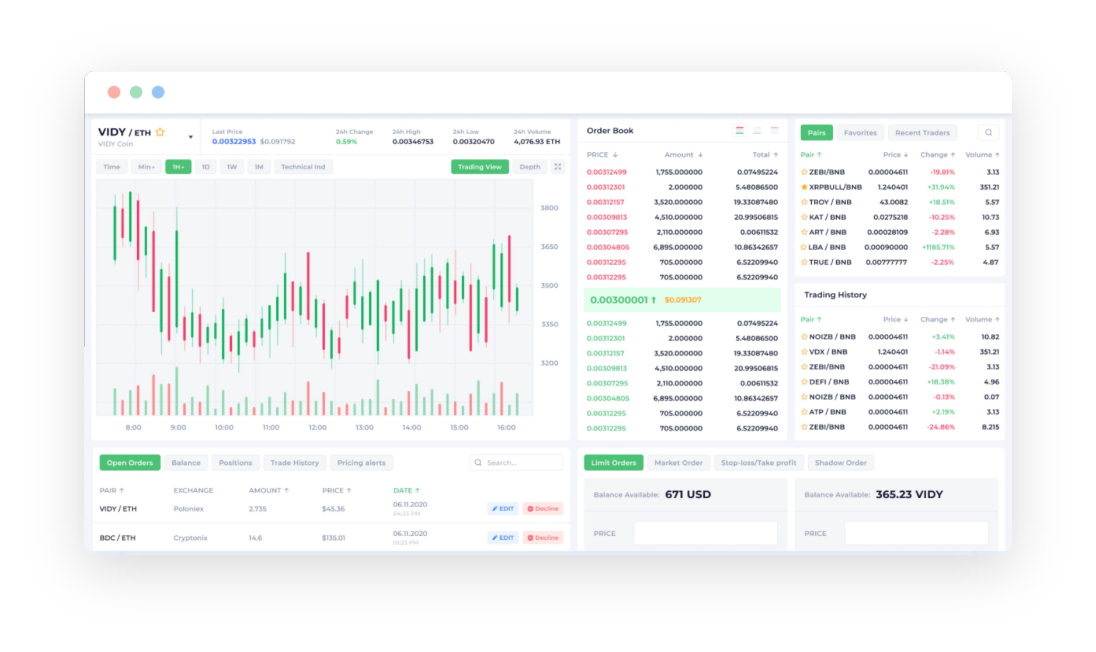 VIDY / ETH
VIDY Coin
Last Price
0.00322953 $0.091792
24h Change
0.59%
24h High
0.00346753
24h Low
0.00320470
24h Volume
4,076.93 ETH
Time Min 1H 1D 1W 1M Technical Ind Trading View Depth
3800
3650
3500
3350
3200
8:00 9:00 10:00 11:00 12:00 13:00 14:00 15:00 16:00
Order Book
PRICE ↓ Amount ↓ Total ↑
0.00312499 1,755.000000 0.07495224
0.00312301 2.000000 5.48086500
0.00312157 3,520.000000 19.33087480
0.00309813 4,510.000000 20.99506815
0.00307295 2,110.000000 0.00611532
0.00304805 6,895.000000 10.86342657
0.00312295 705.000000 6.52209940
0.00312295 705.000000 6.52209940
0.00300001 ↑ $0.091307
0.00312499 1,755.000000 0.07495224
0.00312301 2.000000 5.48086500
0.00312157 3,520.000000 19.33087480
0.00309813 4,510.000000 20.99506815
0.00307295 2,110.000000 0.00611532
0.00304805 6,895.000000 10.86342657
0.00312295 705.000000 6.52209940
0.00312295 705.000000 6.52209940
Pairs Favorites Recent Traders
Pair ↑ Price ↓ Change ↑ Volume ↑
ZEBI/BNB 0.00004611 -19.81% 3.13
XRPBULL/BNB 1.240401 +31.94% 351.21
TROY / BNB 43.0082 +18.51% 5.57
KAT / BNB 0.0275218 -10.25% 10.73
ART / BNB 0.00028109 -2.28% 6.93
LBA / BNB 0.00090000 +1185.71% 5.57
TRUE / BNB 0.00777777 -2.25% 4.87
Trading History
Pair ↑ Price ↓ Change ↑ Volume ↑
NOIZB / BNB 0.00004611 +3.41% 10.82
VDX / BNB 1.240401 -1.14% 351.21
ZEBI/BNB 0.00004611 -21.09% 3.13
DEFI / BNB 0.00004611 +18.38% 4.96
NOIZB / BNB 0.00004611 -0.13% 0.07
ATP / BNB 0.00004611 +2.19% 3.13
ZEBI/BNB 0.00004611 -24.86% 8.215
Open Orders Balance Positions Trade History Pricing alerts Search...
PAIR ↑ EXCHANGE AMOUNT ↑ PRICE ↑ DATE ↑
VIDY / ETH Poloniex 2.735 $45.36 06.11.2020 EDIT Decline
04:55 PM
BDC / ETH Cryptonix 14.6 $135.01 06.11.2020 EDIT Decline
01:23 PM
Limit Orders Market Order Stop-loss/Take profit Shadow Order
Balance Available: 671 USD
PRICE
Balance Available: 365.23 VIDY
PRICE